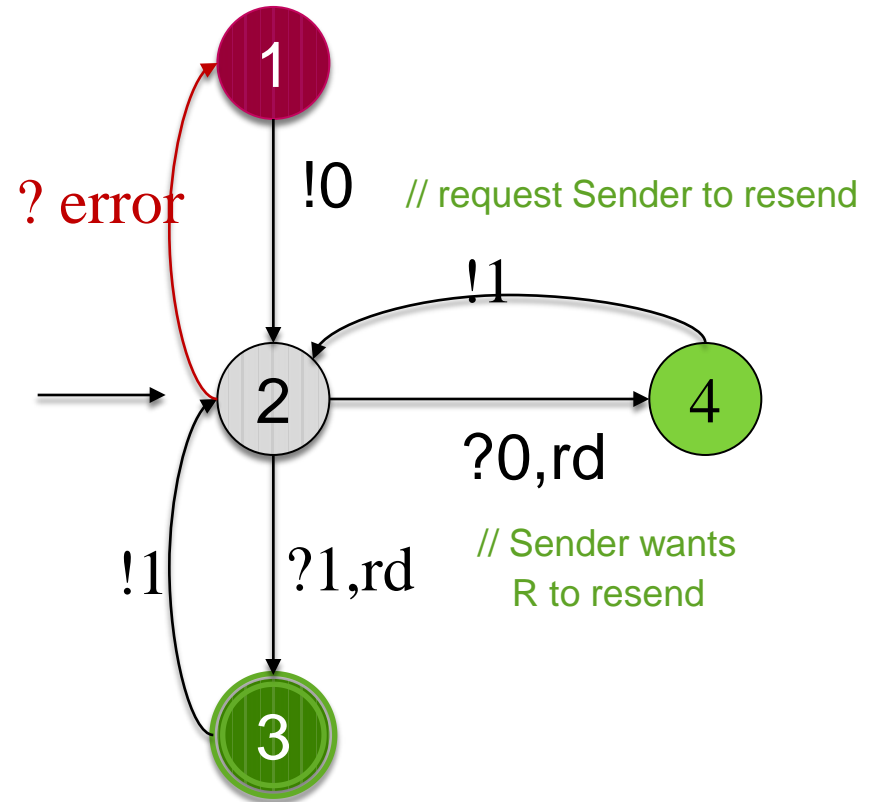 1
!0
// request Sender to resend
? error
!1
2
4
?0,rd
// Sender wants
R to resend
!1
?1,rd
3